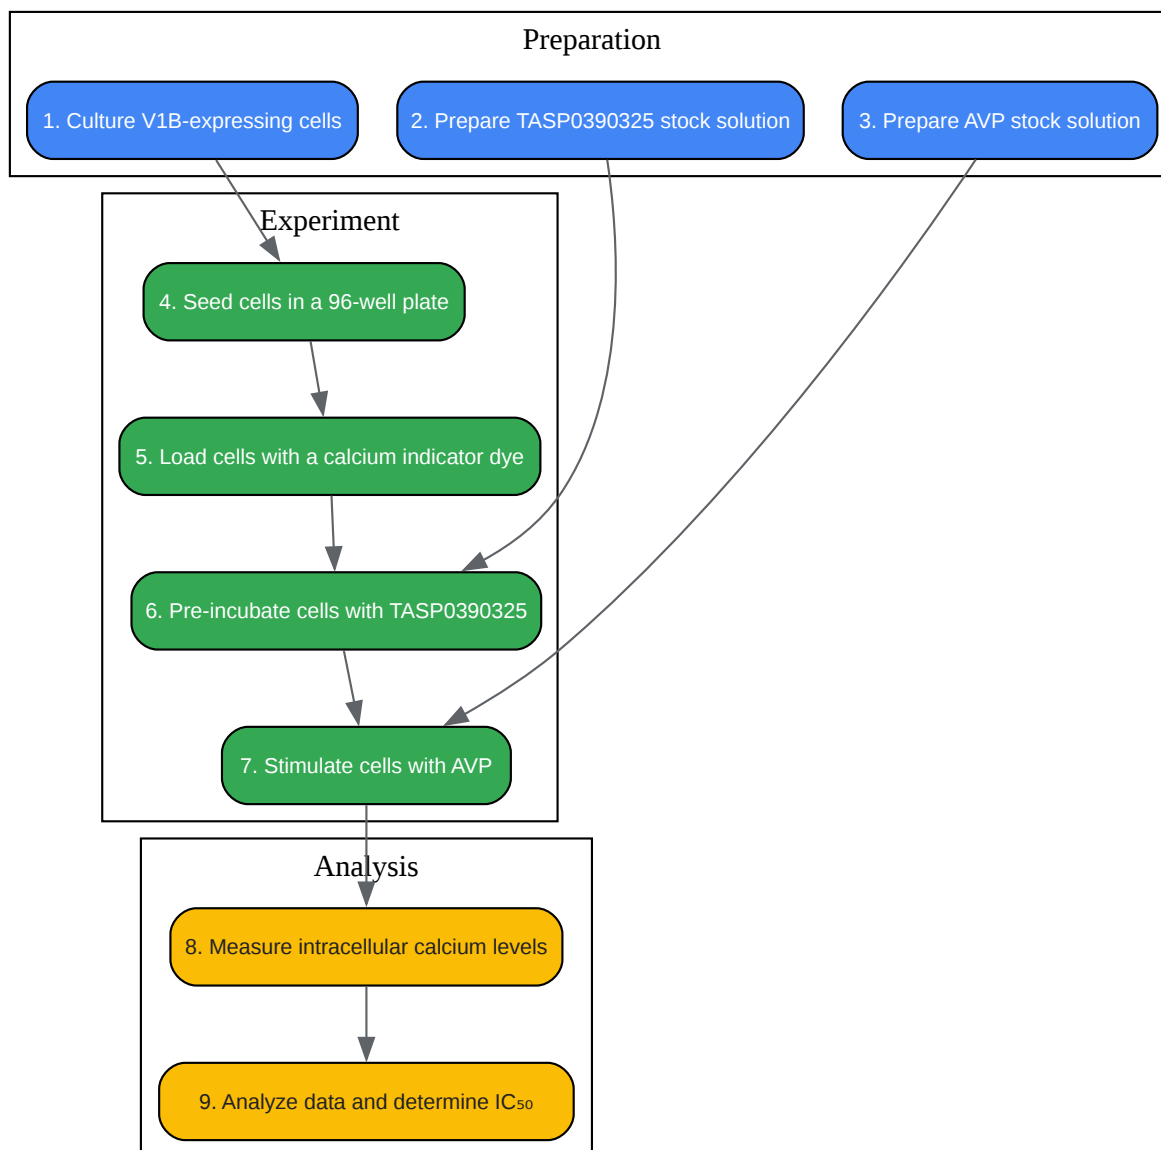 Preparation
1. Culture V1B-expressing cells
2. Prepare TASP0390325 stock solution
3. Prepare AVP stock solution
Experiment
4. Seed cells in a 96-well plate
5. Load cells with a calcium indicator dye
6. Pre-incubate cells with TASP0390325
7. Stimulate cells with AVP
Analysis
8. Measure intracellular calcium levels
9. Analyze data and determine IC₅₀